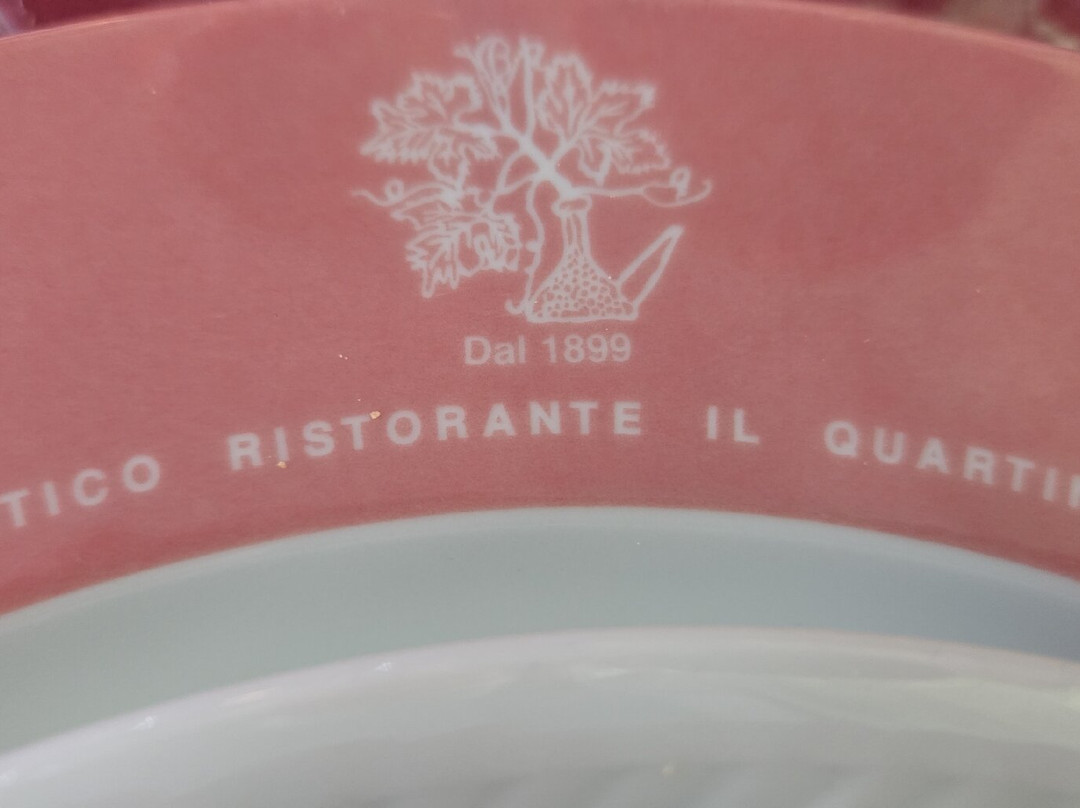 Dal 1899
TICO RISTORANTE IL QUARTI